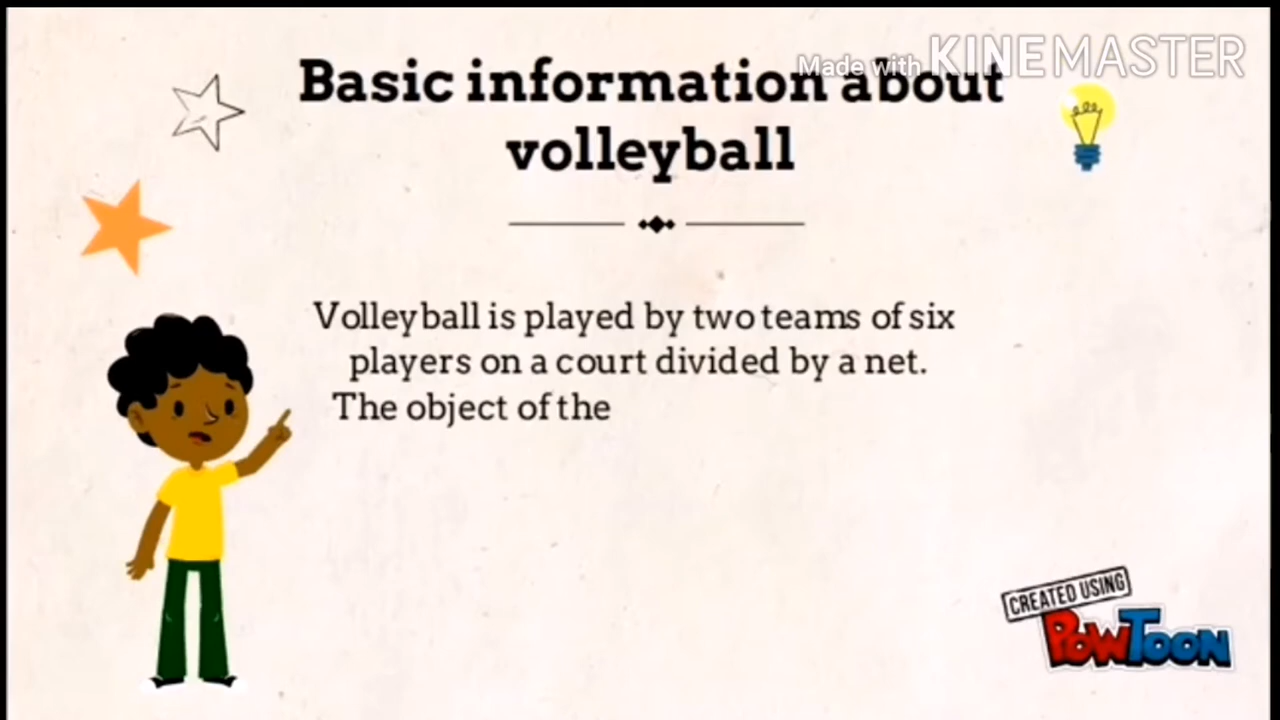 Made with KINEMASTER
Basic information about
volleyball
Volleyball is played by two teams of six
players on a court divided by a net.
The object of the
CREATED USING
POWTOON